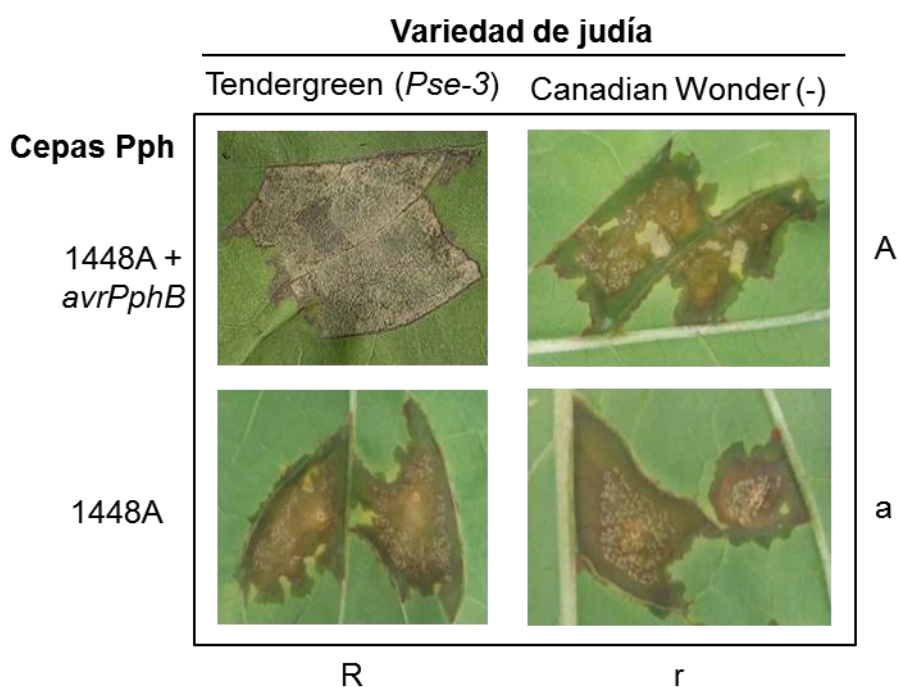 Variedad de judía
Tendergreen (Pse-3) Canadian Wonder (-)
Cepas Pph
1448A +
avrPphB
A
1448A
a
R r